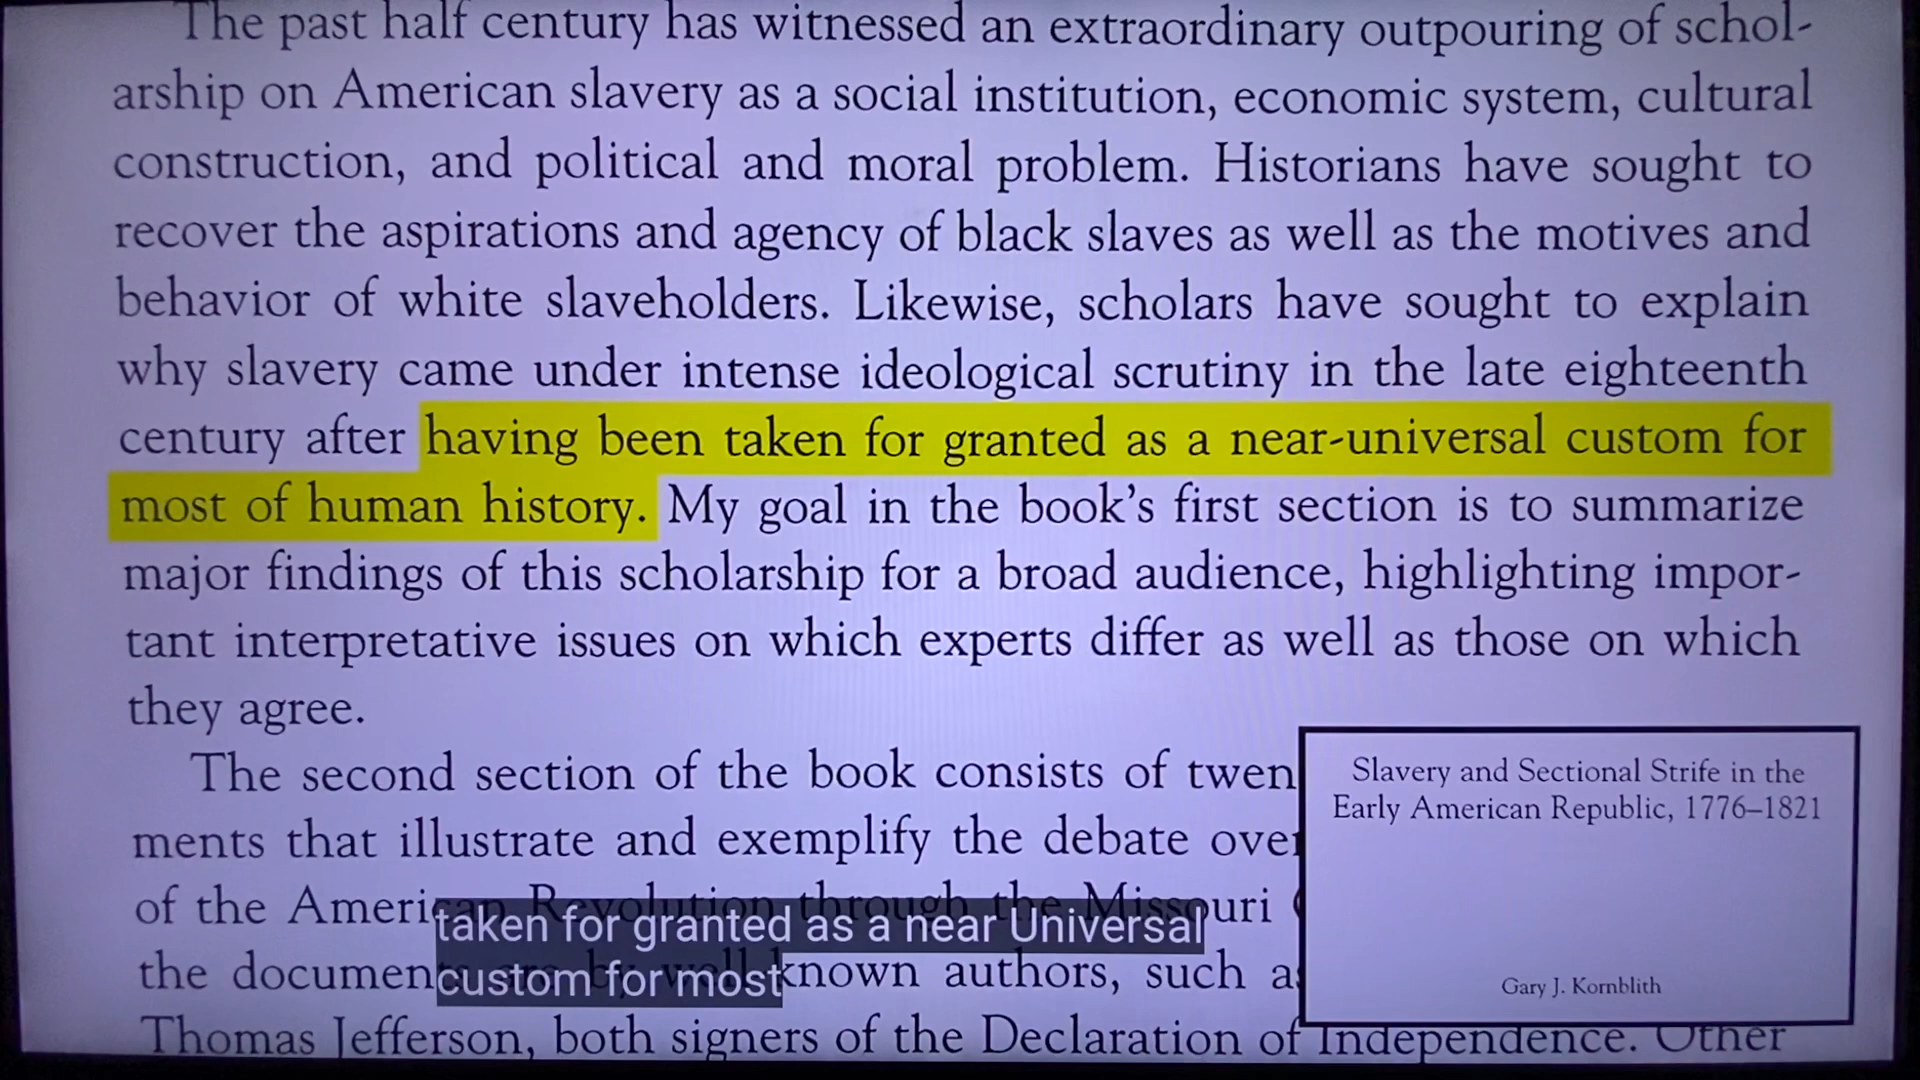 The past half century has witnessed an extraordinary outpouring of schol-
arship on American slavery as a social institution, economic system, cultural
construction, and political and moral problem. Historians have sought to
recover the aspirations and agency of black slaves as well as the motives and
behavior of white slaveholders. Likewise, scholars have sought to explain
why slavery came under intense ideological scrutiny in the late eighteenth
century after having been taken for granted as a near-universal custom for
most of human history. My goal in the book's first section is to summarize
major findings of this scholarship for a broad audience, highlighting impor-
tant interpretative issues on which experts differ as well as those on which
they agree.
The second section of the book consists of twen
ments that illustrate and exemplify the debate over
of the American Revolution through the Missouri
the documen known authors, such as
Thomas Jefferson, both signers of the Declaration of Independence. Other
taken for granted as a near Universal
custom for most
Slavery and Sectional Strife in the
Early American Republic, 1776–1821
Gary J. Kornblith